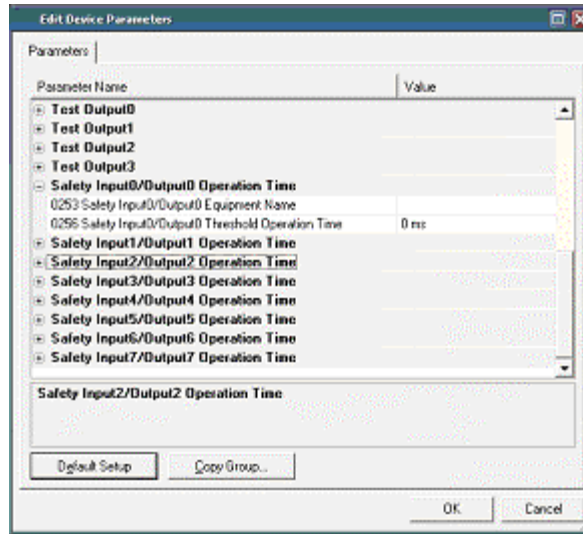 Edit Device Parameters
Parameters
Parameter Name Value
Test Output0
Test Output1
Test Output2
Test Output3
Safety Input0/Output0 Operation Time
0253 Safety Input0/Output0 Equipment Name
0256 Safety Input0/Output0 Threshold Operation Time 0 ms
Safety Input1/Output1 Operation Time
Safety Input2/Output2 Operation Time
Safety Input3/Output3 Operation Time
Safety Input4/Output4 Operation Time
Safety Input5/Output5 Operation Time
Safety Input6/Output6 Operation Time
Safety Input7/Output7 Operation Time
Safety Input2/Output2 Operation Time
Default Setup Copy Group...
OK Cancel